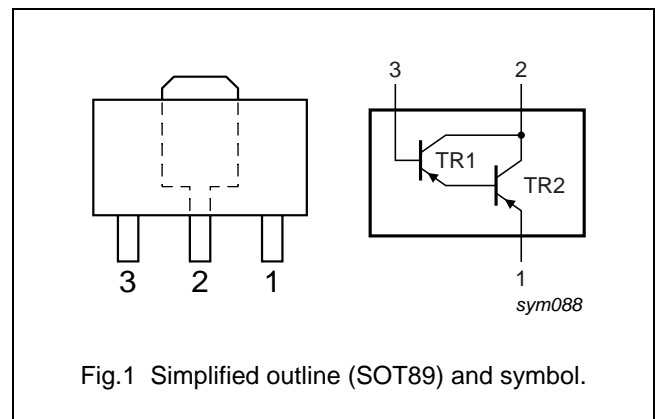 3 2
TR1
TR2
3 2 1
1
sym088
Fig.1 Simplified outline (SOT89) and symbol.